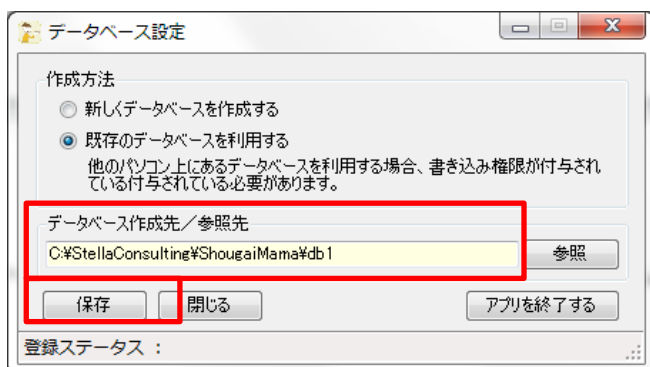 データベース設定
作成方法
新しくデータベースを作成する
既存のデータベースを利用する
他のパソコン上にあるデータベースを利用する場合、書き込み権限が付与され
ている付与されている必要があります。
データベース作成先／参照先
C:¥StellaConsulting¥ShougaiMama¥db1
参照
保存
閉じる
アプリを終了する
登録ステータス :